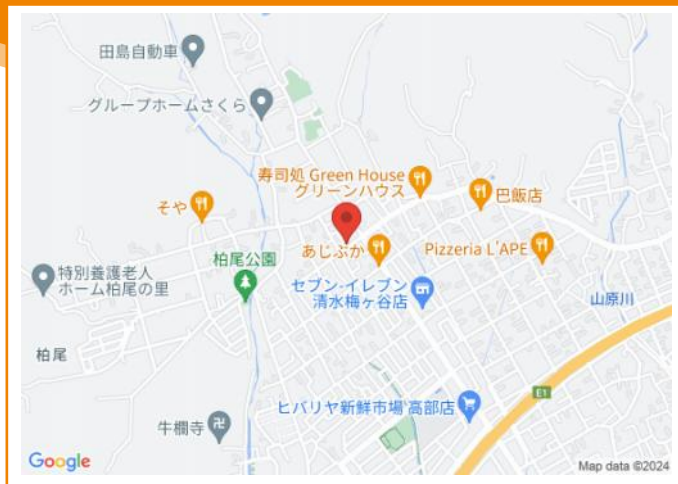 田島自動車
グループホームさくら
寿司処 Green House
グリーンハウス
巴飯店
そや
あじぶか
Pizzeria L'APE
柏尾公園
特別養護老人
ホーム柏尾の里
セブン-イレブン
清水梅ヶ谷店
山原川
柏尾
E1
ヒバリヤ新鮮市場 高部店
牛欄寺
Google
Map data ©2024